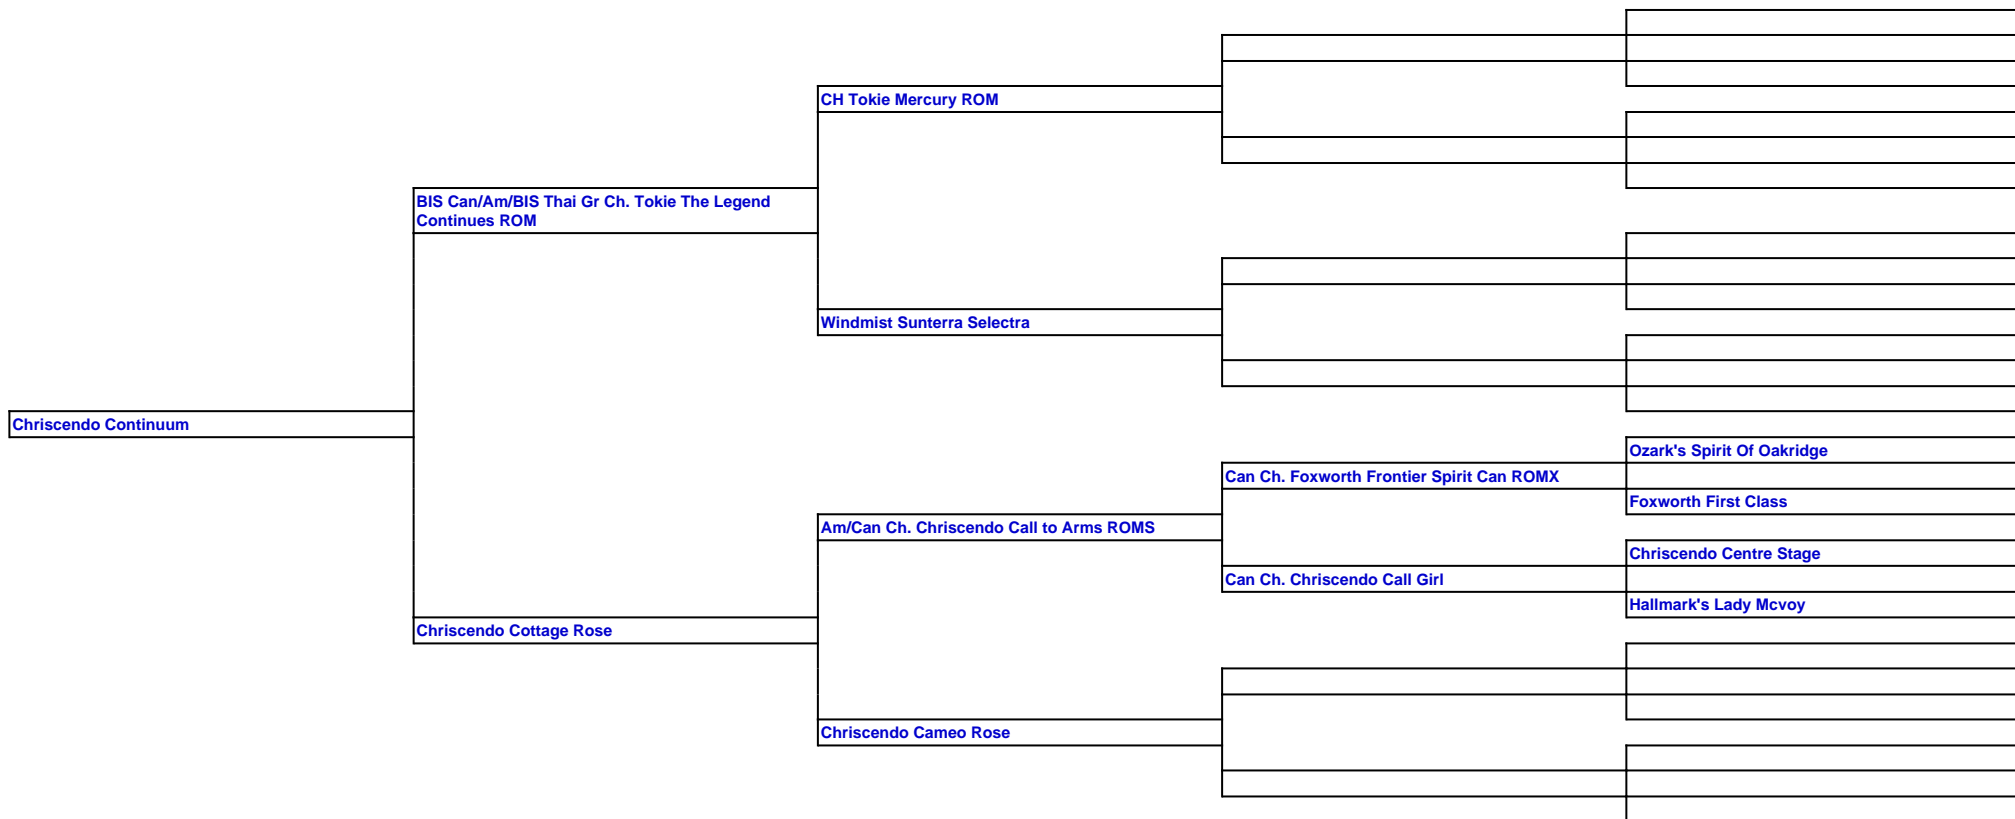 CH Tokie Mercury ROM
BIS Can/Am/BIS Thai Gr Ch. Tokie The Legend
Continues ROM
Windmist Sunterra Selectra
Chriscendo Continuum
Ozark's Spirit Of Oakridge
Can Ch. Foxworth Frontier Spirit Can ROMX
Foxworth First Class
Am/Can Ch. Chriscendo Call to Arms ROMS
Chriscendo Centre Stage
Can Ch. Chriscendo Call Girl
Hallmark's Lady Mcvoy
Chriscendo Cottage Rose
Chriscendo Cameo Rose